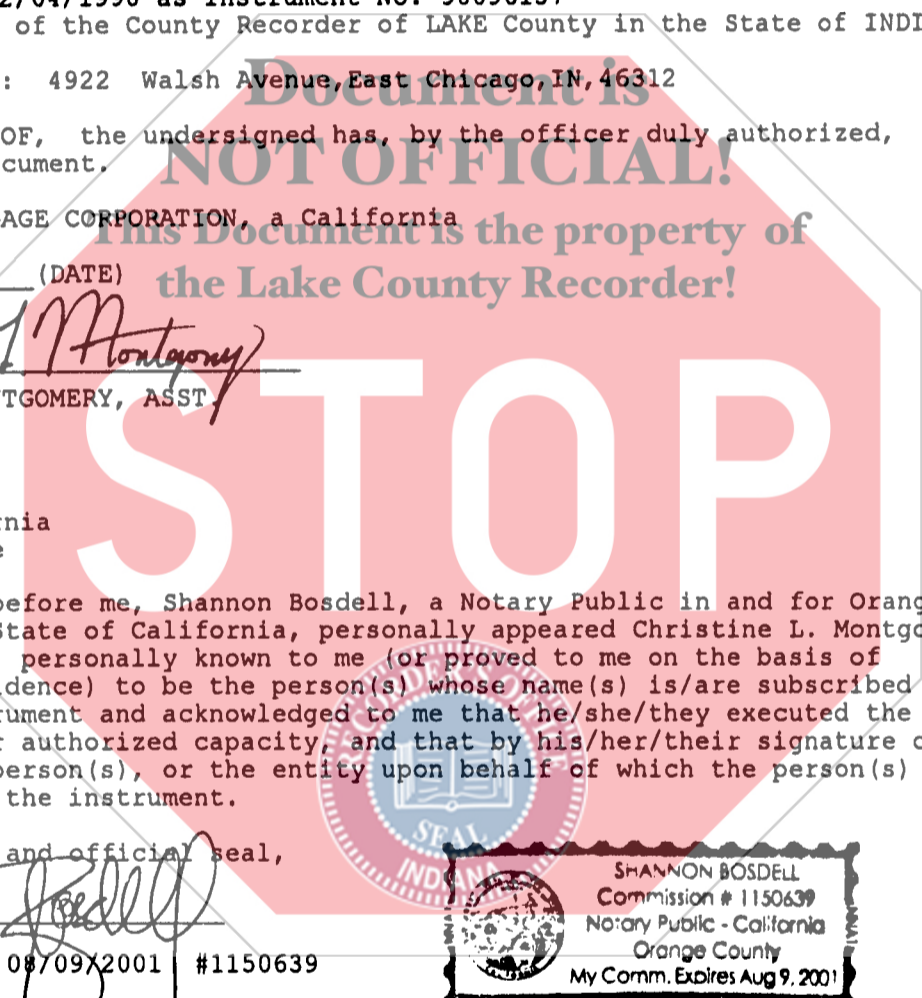 of the County Recorder of LAKE County in the State of INDI
: 4922 Walsh Avenue,East Chicago,IN,46312
Document is
OF, the undersigned has, by the officer duly authorized,
cument.
NOT OFFICIAL!
AGE CORPORATION, a California
This Document is the property of
(DATE)
the Lake County Recorder!
Montgomy
TGOMERY, ASST
STOP
rnia
before me, Shannon Bosdell, a Notary Public in and for Orang
State of California, personally appeared Christine L. Montgo
personally known to me (or proved to me on the basis of
dence) to be the person(s) whose name(s) is/are subscribed
rument and acknowledged to me that he/she/they executed the
authorized capacity, and that by his/her/their signature o
person(s), or the entity upon behalf of which the person(s)
the instrument.
RECORDER'S OFFICE
SEAL
INDIANA
and official seal,
Bosdell
08/09/2001 #1150639
SHANNON BOSDELL
Commission # 1150639
Notary Public - California
Orange County
My Comm. Expires Aug 9, 2001